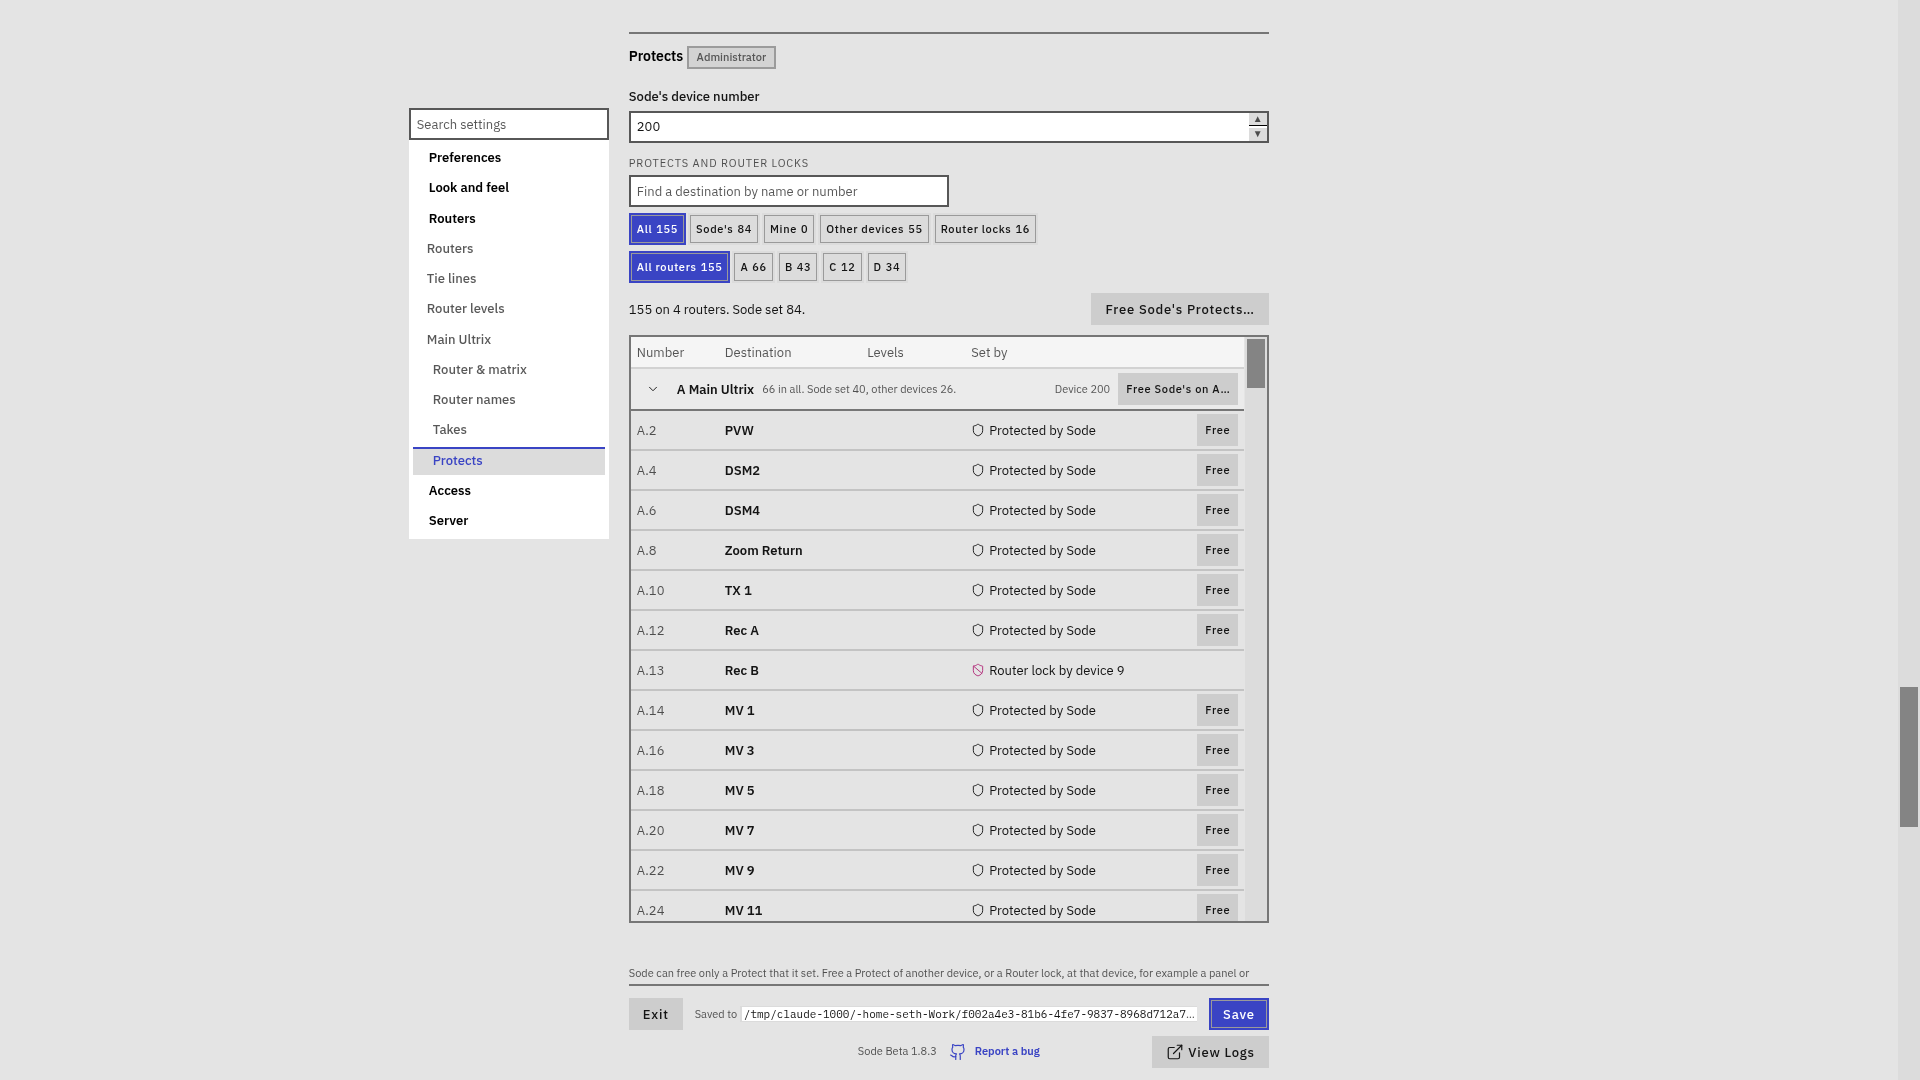 Protects Administrator
Sode's device number
200
PROTECTS AND ROUTER LOCKS
Find a destination by name or number
All 155 Sode's 84 Mine 0 Other devices 55 Router locks 16
All routers 155 A 66 B 43 C 12 D 34
155 on 4 routers. Sode set 84. Free Sode's Protects...
Search settings
Preferences
Look and feel
Routers
Routers
Tie lines
Router levels
Main Ultrix
Router & matrix
Router names
Takes
Protects
Access
Server
Number Destination Levels Set by
A Main Ultrix 66 in all. Sode set 40, other devices 26. Device 200 Free Sode's on A...
A.2 PVW Protected by Sode Free
A.4 DSM2 Protected by Sode Free
A.6 DSM4 Protected by Sode Free
A.8 Zoom Return Protected by Sode Free
A.10 TX 1 Protected by Sode Free
A.12 Rec A Protected by Sode Free
A.13 Rec B Router lock by device 9
A.14 MV 1 Protected by Sode Free
A.16 MV 3 Protected by Sode Free
A.18 MV 5 Protected by Sode Free
A.20 MV 7 Protected by Sode Free
A.22 MV 9 Protected by Sode Free
A.24 MV 11 Protected by Sode Free
Sode can free only a Protect that it set. Free a Protect of another device, or a Router lock, at that device, for example a panel or
Exit Saved to /tmp/claude-1000/-home-seth-Work/f002a4e3-81b6-4fe7-9837-8968d712a7... Save
Sode Beta 1.8.3 Report a bug View Logs